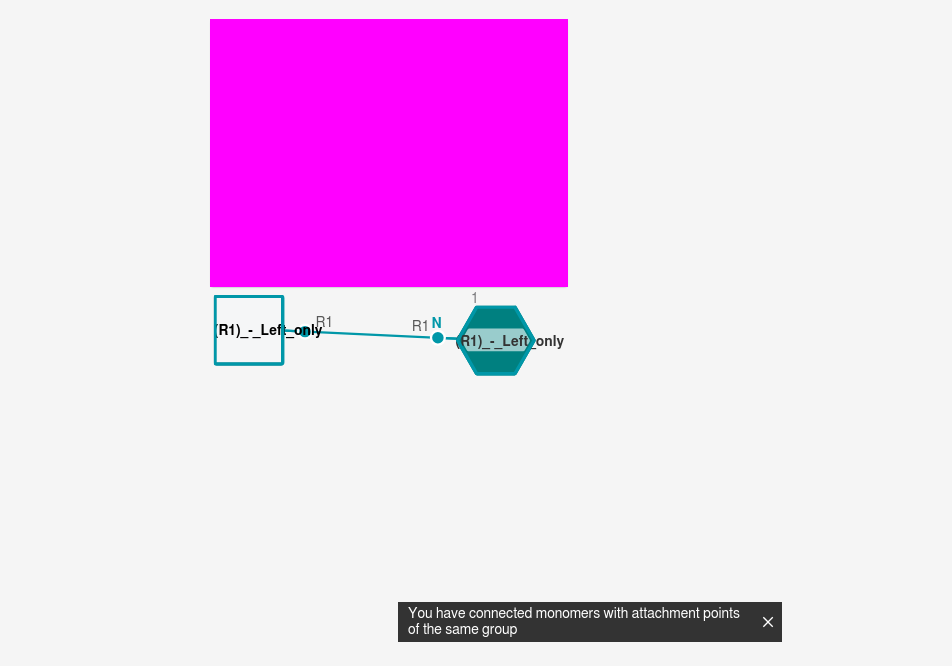 1
R1
R1 N
(R1)_-_Left_only
(R1)_-_Left_only
You have connected monomers with attachment points
of the same group